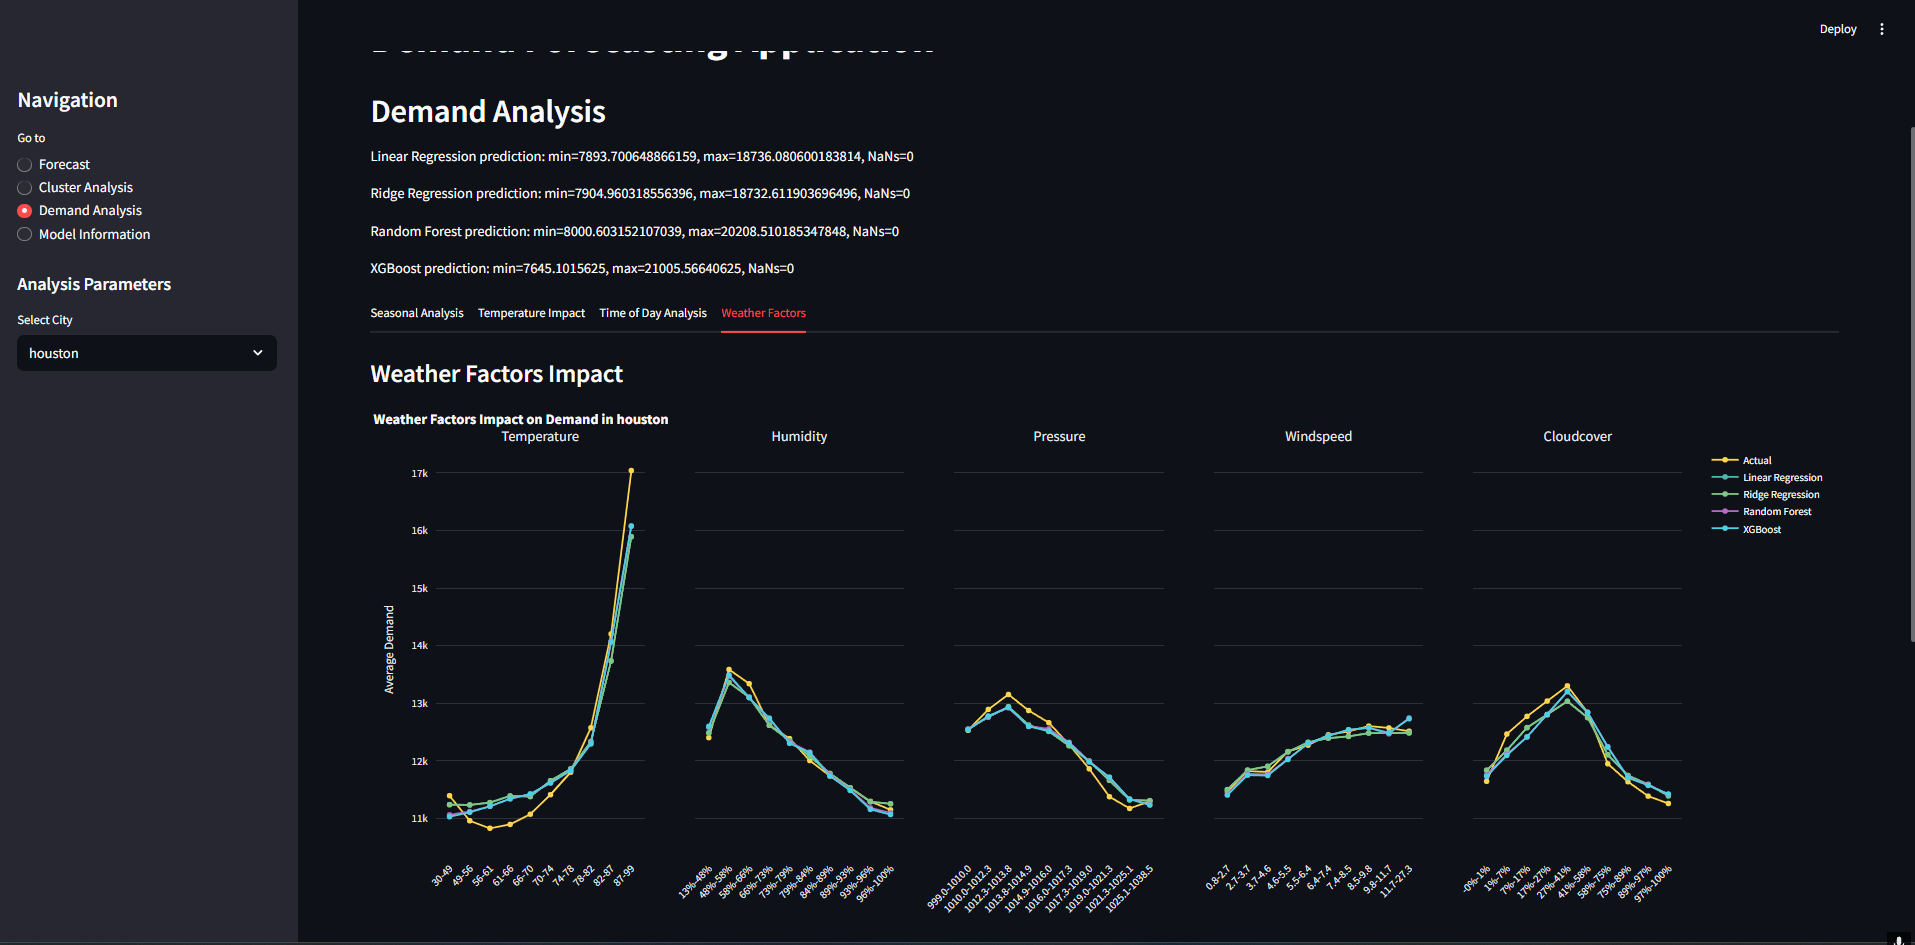 Deploy
Demand Forecasting Application
Navigation
Go to
Forecast
Cluster Analysis
Demand Analysis
Model Information
Analysis Parameters
Select City
houston
Demand Analysis
Linear Regression prediction: min=7893.700648866159, max=18736.080600183814, NaNs=0
Ridge Regression prediction: min=7904.960318556396, max=18732.611903696496, NaNs=0
Random Forest prediction: min=8000.603152107039, max=20208.510185347848, NaNs=0
XGBoost prediction: min=7645.1015625, max=21005.56640625, NaNs=0
Seasonal Analysis Temperature Impact Time of Day Analysis Weather Factors
Weather Factors Impact
Weather Factors Impact on Demand in houston
Temperature Humidity Pressure Windspeed Cloudcover
Actual
Linear Regression
Ridge Regression
Random Forest
XGBoost
Average Demand
17k
16k
15k
14k
13k
12k
11k
30-49 49-56 56-61 61-66 66-70 70-74 74-78 78-82 82-87 87-99
13%-48% 48%-58% 58%-66% 66%-73% 73%-79% 79%-84% 84%-89% 89%-93% 93%-96% 96%-100%
999.0-1010.0 1010.0-1012.3 1012.3-1013.8 1013.8-1014.9 1014.9-1016.0 1016.0-1017.3 1017.3-1019.0 1019.0-1021.3 1021.3-1025.1 1025.1-1038.5
0.8-2.7 2.7-3.7 3.7-4.6 4.6-5.5 5.5-6.4 6.4-7.4 7.4-8.5 8.5-9.8 9.8-11.7 11.7-27.3
-0%-1% 1%-7% 7%-17% 17%-27% 27%-41% 41%-58% 58%-75% 75%-89% 89%-97% 97%-100%